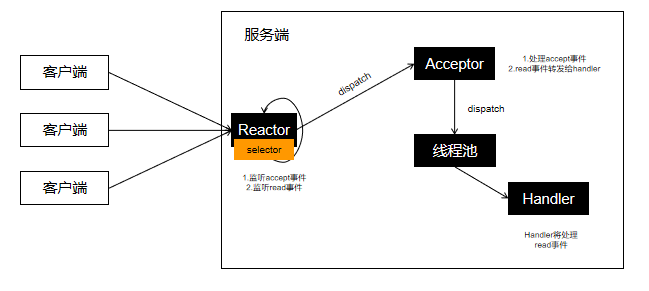 服务端
客户端
客户端
客户端
Reactor
selector
1.监听accept事件
2.监听read事件
dispatch
Acceptor
1.处理accept事件
2.read事件转发给handler
dispatch
线程池
Handler
Handler将处理
read事件